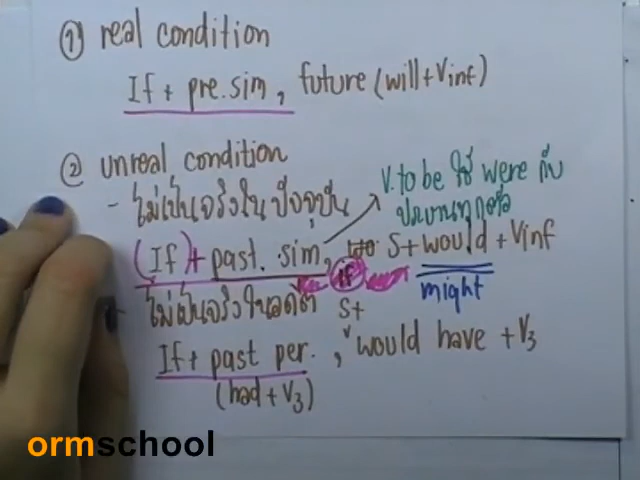 ① real condition
If + pre. sim, future (will + Vinf)
② unreal condition
- ไม่เป็นจริงในปัจจุบัน
V. to be ใช้ were กับ
ประธานทุกตัว
(If) + past. sim, S + would + Vinf
if
might
- ไม่เป็นจริงในอดีต
S+
If + past per. , would have + V3
(had + V3)
ormschool